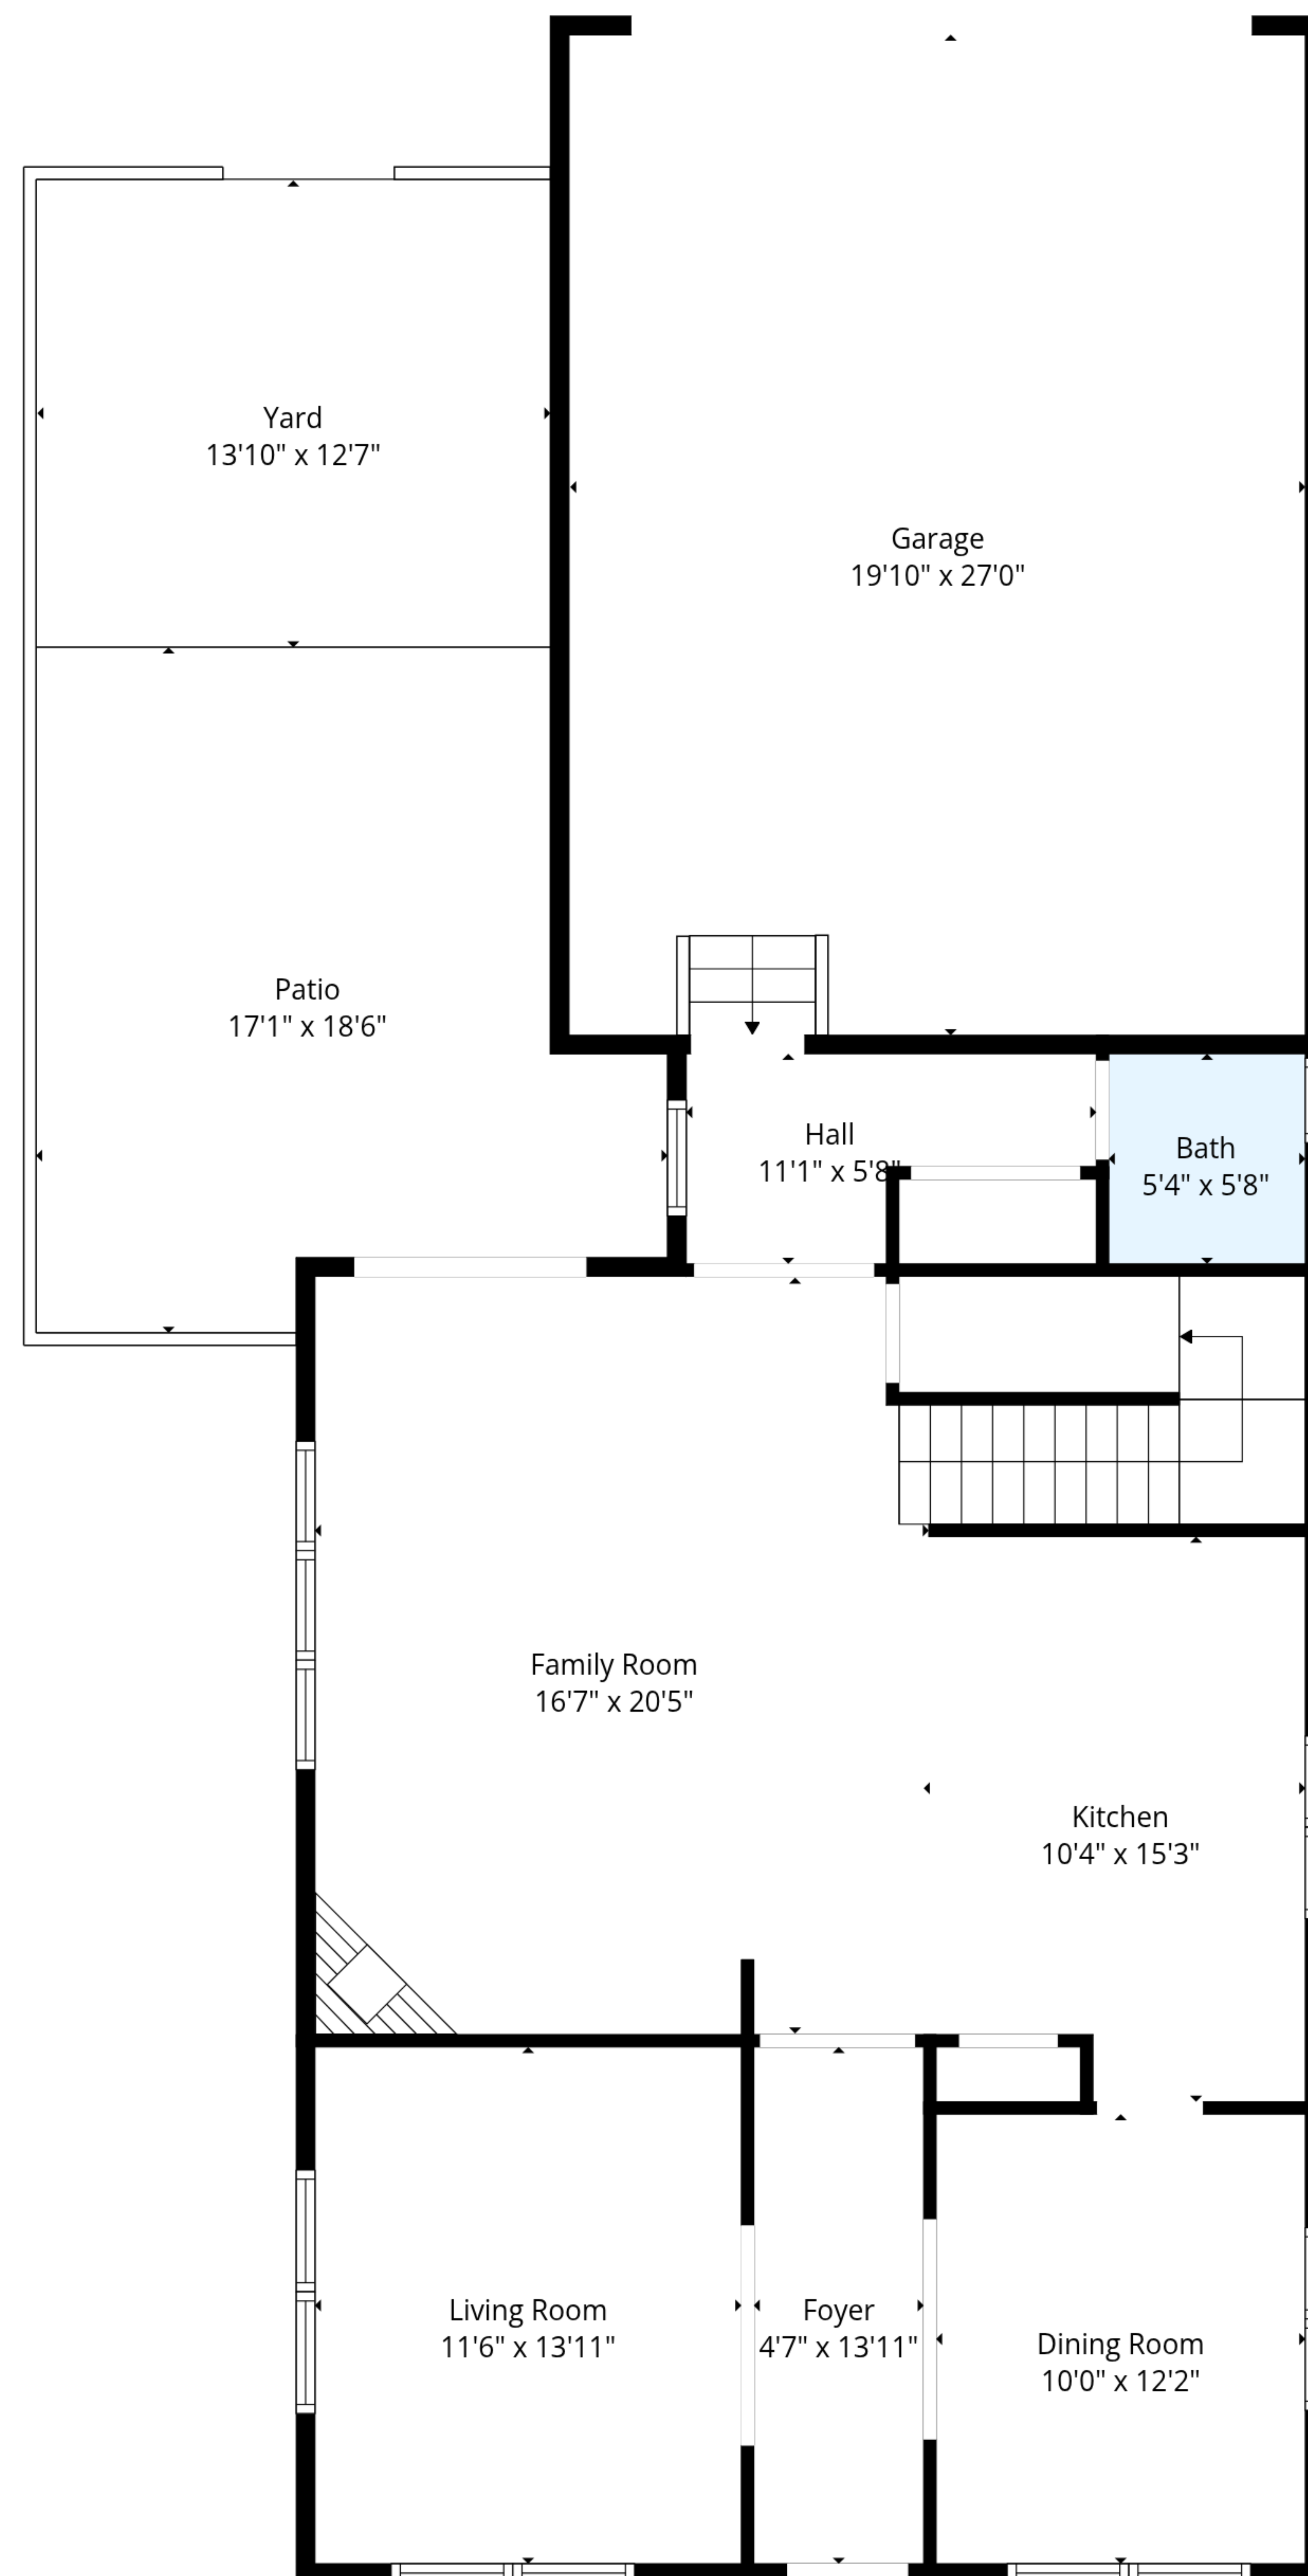 Yard
13'10" x 12'7"
Garage
19'10" x 27'0"
Patio
17'1" x 18'6"
Hall
11'1" x 5'8"
Bath
5'4" x 5'8"
Family Room
16'7" x 20'5"
Kitchen
10'4" x 15'3"
Living Room
11'6" x 13'11"
Foyer
4'7" x 13'11"
Dining Room
10'0" x 12'2"